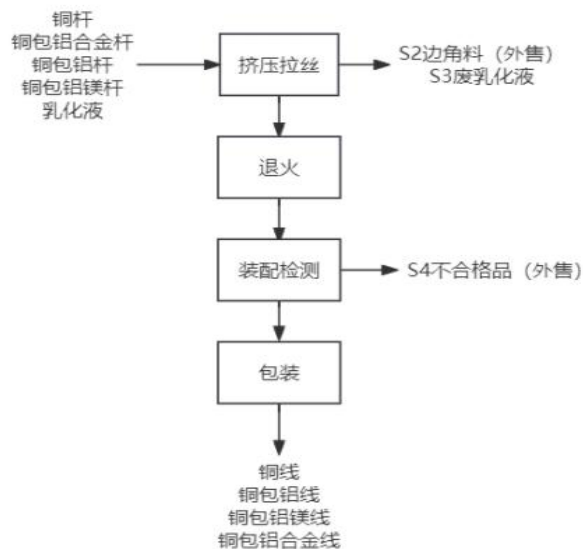 铜杆
铜包铝合金杆
铜包铝杆
铜包铝镁杆
乳化液
挤压拉丝
S2边角料（外售）
S3废乳化液
退火
装配检测
S4不合格品（外售）
包装
铜线
铜包铝线
铜包铝镁线
铜包铝合金线